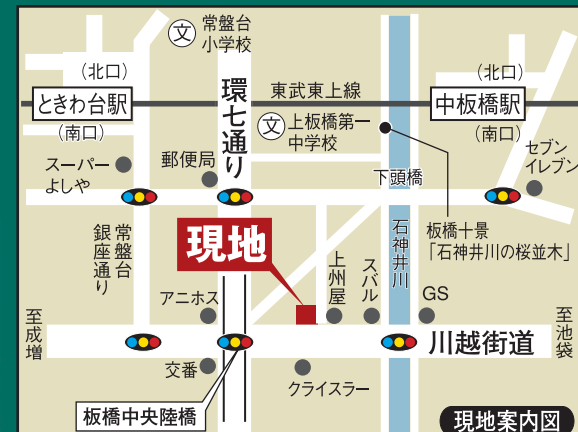 文
常盤台
小学校
(北口)
ときわ台駅
(南口)
環七通り
東武東上線
(北口)
中板橋駅
(南口)
文
上板橋第一
中学校
セブン
イレブン
スーパー
よしや
郵便局
下頭橋
常盤台
銀座通り
現地
石神井川
板橋十景
「石神井川の桜並木」
アニホス
上州屋
スバル
GS
至成増
川越街道
至池袋
交番
クライスラー
板橋中央陸橋
現地案内図